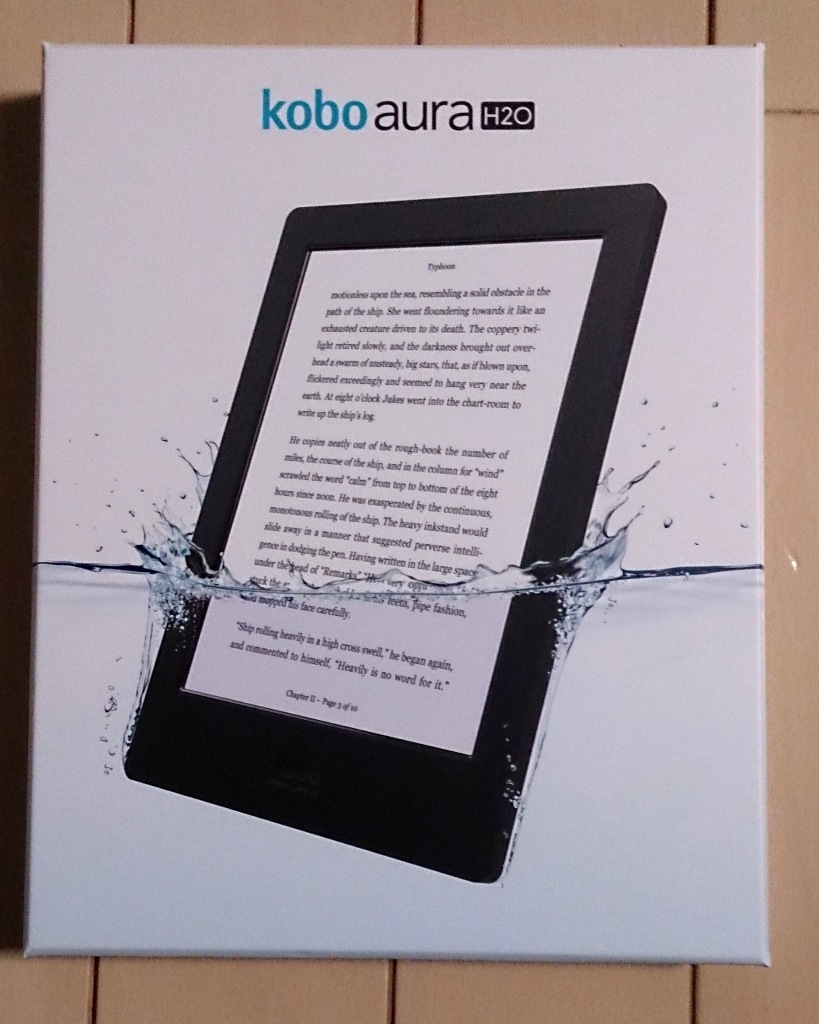 kobo aura H2O
Typhoon
motionless upon the sea, resembling a solid obstacle in the
path of the ship. She went floundering towards it like an
exhausted creature driven to its death. The coppery twi-
light retired slowly, and the darkness brought out over-
head a swarm of unsteady, big stars, that, as if blown upon,
flickered exceedingly and seemed to hang very near the
earth. At eight o'clock Jukes went into the chart-room to
write up the ship's log.
He copies neatly out of the rough-book the number of
miles, the course of the ship, and in the column for "wind"
scrawled the word "calm" from top to bottom of the eight
hours since noon. He was exasperated by the continuous,
monotonous rolling of the ship. The heavy inkstand would
slide away in a manner that suggested perverse intelli-
gence in dodging the pen. Having written in the large space
under the head of "Remarks" very
stuck the teeth, pipe fashion,
and mopped his face carefully.
"Ship rolling heavily in a high cross swell," he began again,
and commented to himself, "Heavily is no word for it."
Chapter II – Page 3 of 10